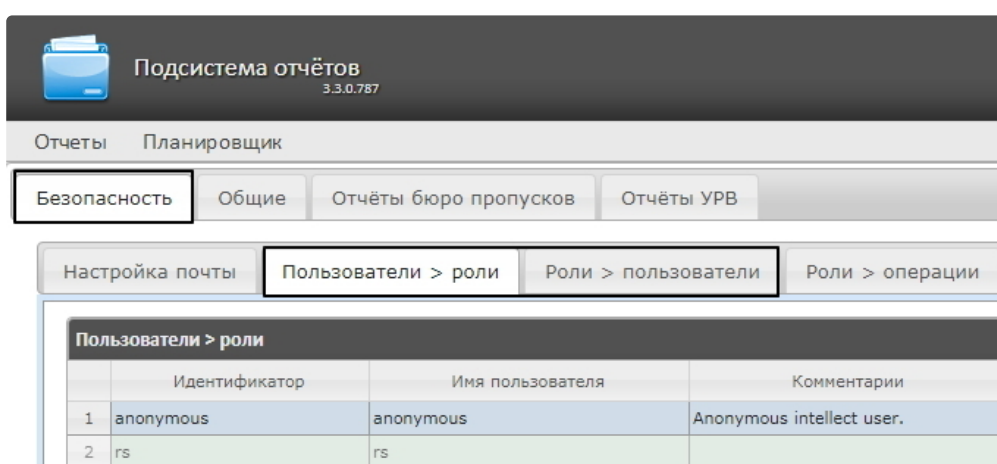 Подсистема отчётов
3.3.0.787
Отчеты Планировщик
Безопасность Общие Отчёты бюро пропусков Отчёты УРВ
Настройка почты Пользователи > роли Роли > пользователи Роли > операции
Пользователи > роли
Идентификатор Имя пользователя Комментарии
1 anonymous anonymous Anonymous intellect user.
2 rs rs